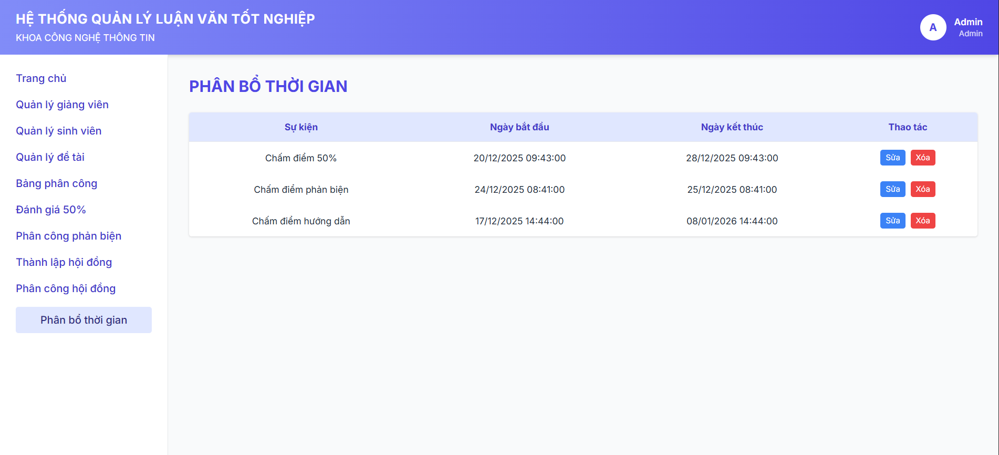 HỆ THỐNG QUẢN LÝ LUẬN VĂN TỐT NGHIỆP
KHOA CÔNG NGHỆ THÔNG TIN
A
Admin
Admin
Trang chủ
Quản lý giảng viên
Quản lý sinh viên
Quản lý đề tài
Bảng phân công
Đánh giá 50%
Phân công phản biện
Thành lập hội đồng
Phân công hội đồng
Phân bổ thời gian
PHÂN BỔ THỜI GIAN
Sự kiện Ngày bắt đầu Ngày kết thúc Thao tác
Chấm điểm 50% 20/12/2025 09:43:00 28/12/2025 09:43:00 Sửa Xóa
Chấm điểm phản biện 24/12/2025 08:41:00 25/12/2025 08:41:00 Sửa Xóa
Chấm điểm hướng dẫn 17/12/2025 14:44:00 08/01/2026 14:44:00 Sửa Xóa